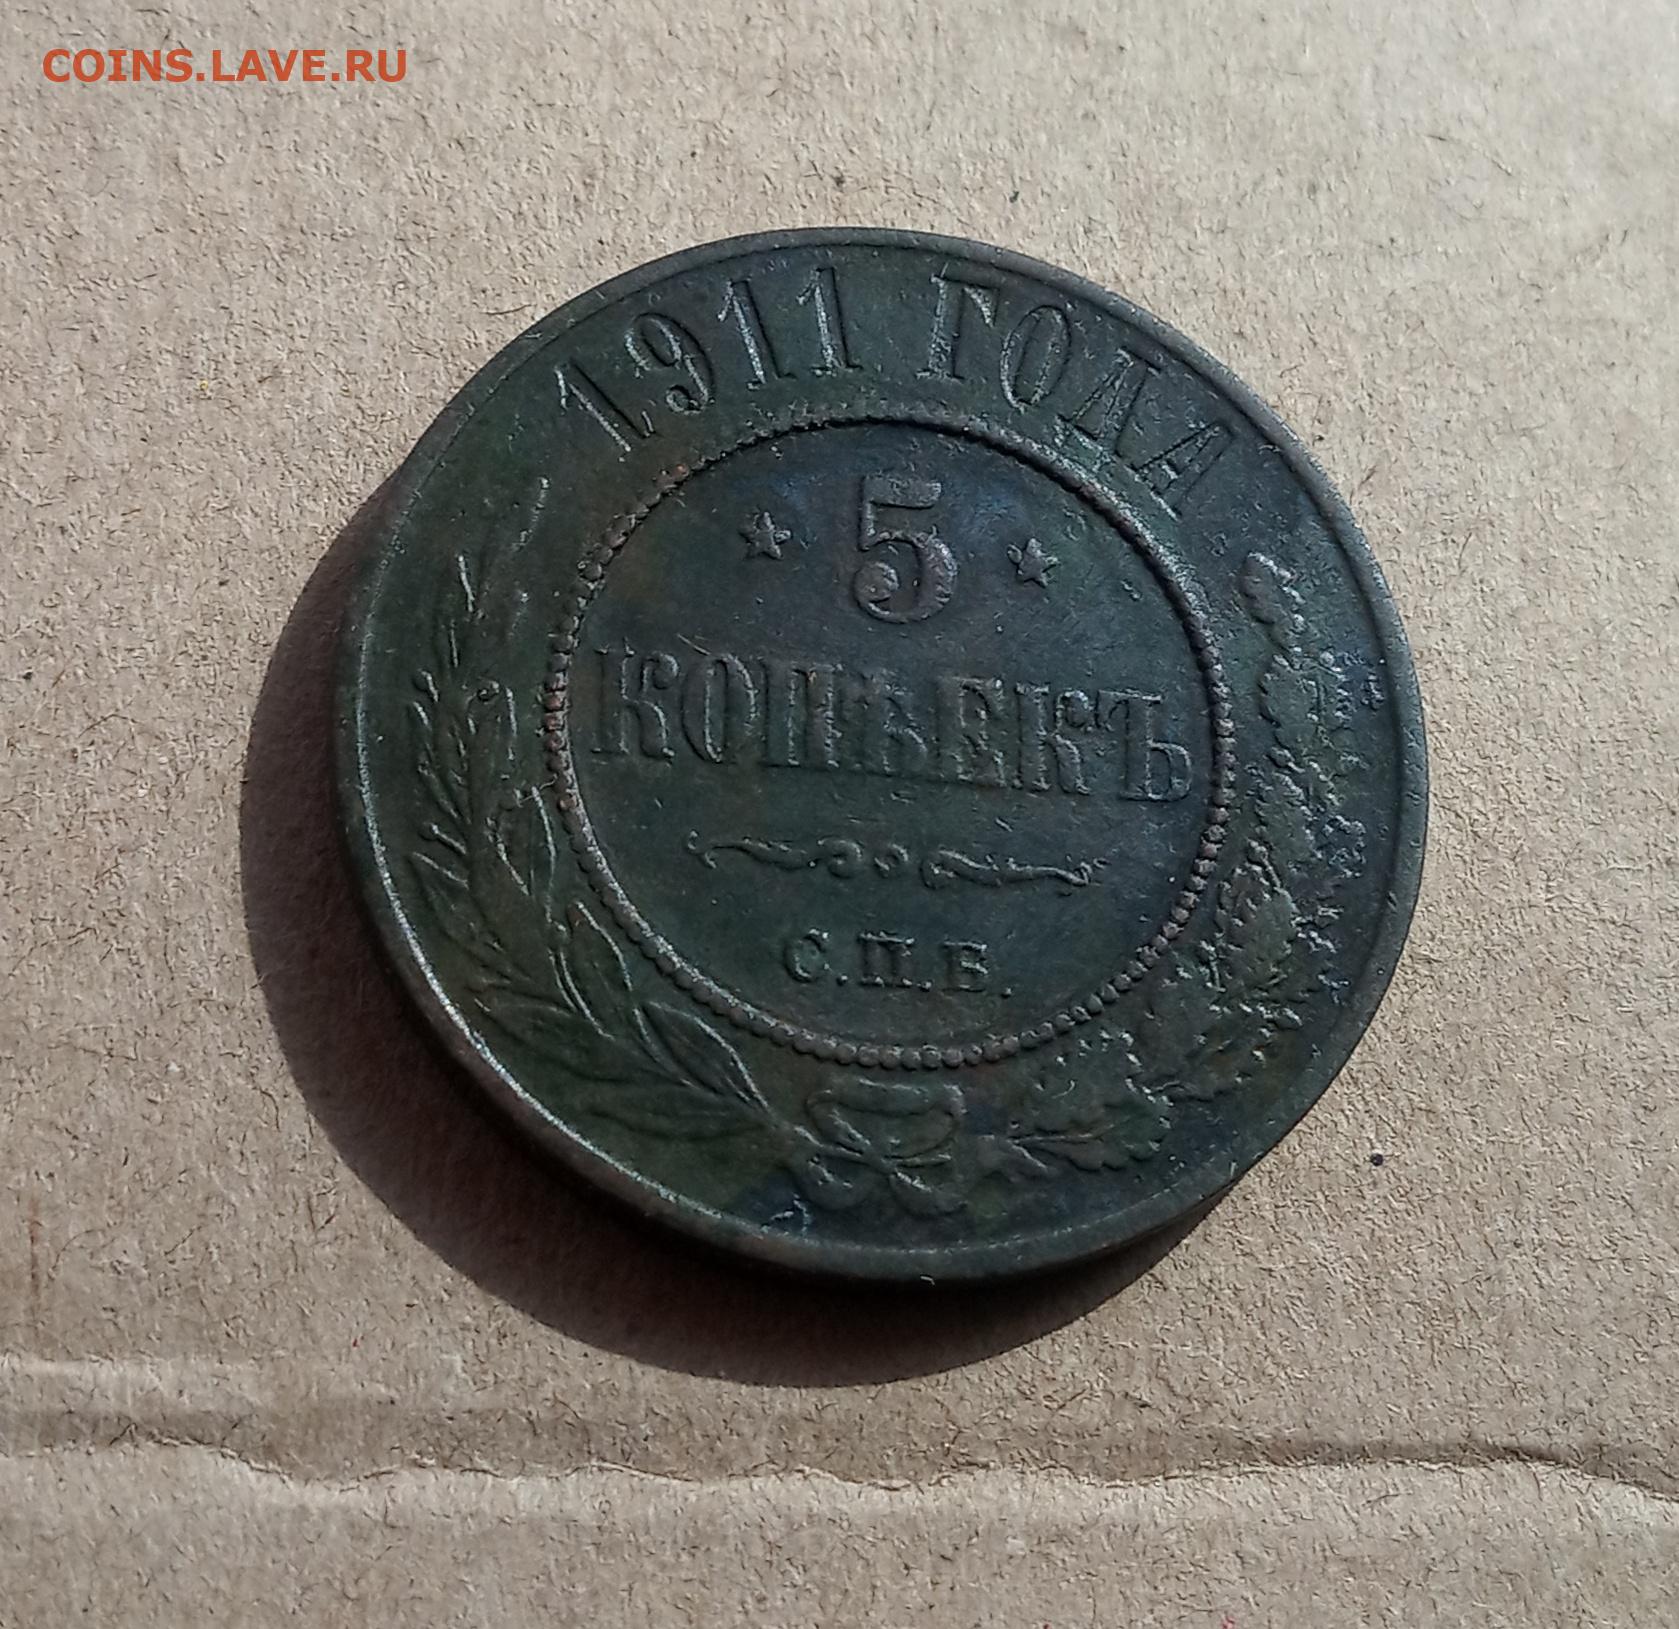 COINS.LAVE.RU
1911 ГОДА
5
КОПѢЕКЪ
С.П.Б.